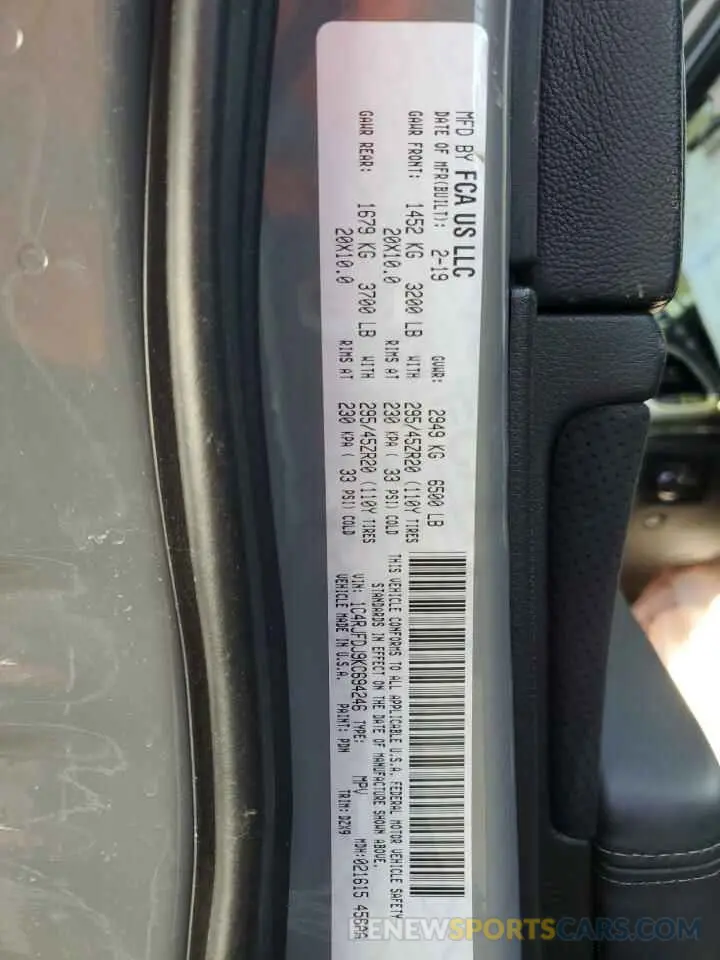 MFD BY FCA US LLC
DATE OF MFR(BUILT): 2-19 GVWR: 2949 KG 6500 LB
GAWR FRONT: 1452 KG 3200 LB WITH 295/45ZR20 (110Y TIRES
20X10.0 RIMS AT 230 KPA ( 33 PSI) COLD
GAWR REAR: 1679 KG 3700 LB WITH 295/45ZR20 (110Y TIRES
20X10.0 RIMS AT 230 KPA ( 33 PSI) COLD
THIS VEHICLE CONFORMS TO ALL APPLICABLE U.S.A. FEDERAL MOTOR VEHICLE SAFETY
STANDARDS IN EFFECT ON THE DATE OF MANUFACTURE SHOWN ABOVE.
VIN: 1C4RJFDJ9KC694246 TYPE: MPV MDH:021615 456AA
VEHICLE MADE IN U.S.A. PAINT: PDN TRIM: DZX9
RENEWSPORTSCARS.COM